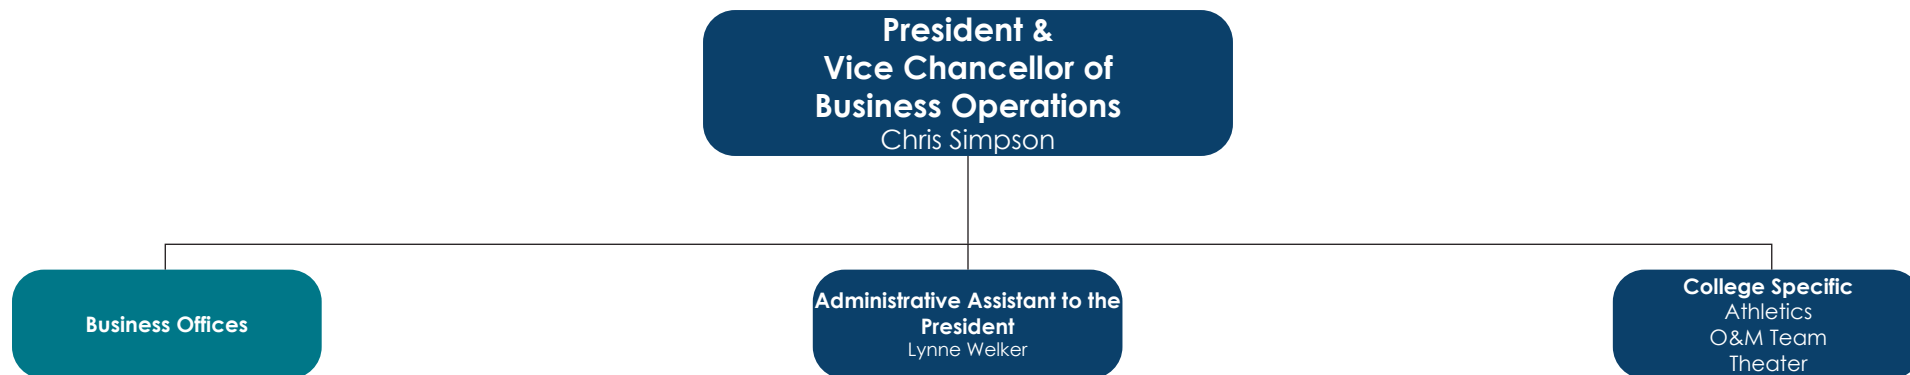 President &
Vice Chancellor of
Business Operations
Chris Simpson
Business Offices
Administrative Assistant to the
President
Lynne Welker
College Specific
Athletics
O&M Team
Theater